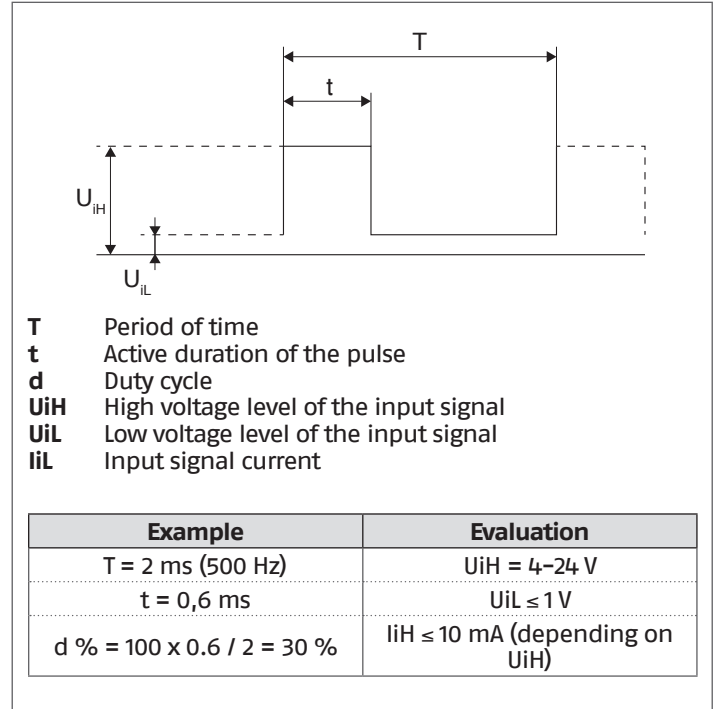 T
t
UiH
UiL
T Period of time
t Active duration of the pulse
d Duty cycle
UiH High voltage level of the input signal
UiL Low voltage level of the input signal
IiL Input signal current
Example Evaluation
T = 2 ms (500 Hz) UiH = 4–24 V
t = 0,6 ms UiL ≤ 1 V
d % = 100 x 0.6 / 2 = 30 % IiH ≤ 10 mA (depending on
UiH)